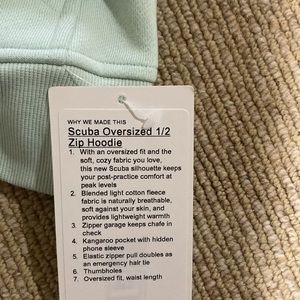 WHY WE MADE THIS
Scuba Oversized 1/2
Zip Hoodie
1. With an oversized fit and the
soft, cozy fabric you love,
this new Scuba silhouette keeps
your post-practice comfort at
peak levels
2. Blended light cotton fleece
fabric is naturally breathable,
soft against your skin, and
provides lightweight warmth
3. Zipper garage keeps chafe in
check
4. Kangaroo pocket with hidden
phone sleeve
5. Elastic zipper pull doubles as
an emergency hair tie
6. Thumbholes
7. Oversized fit, waist length